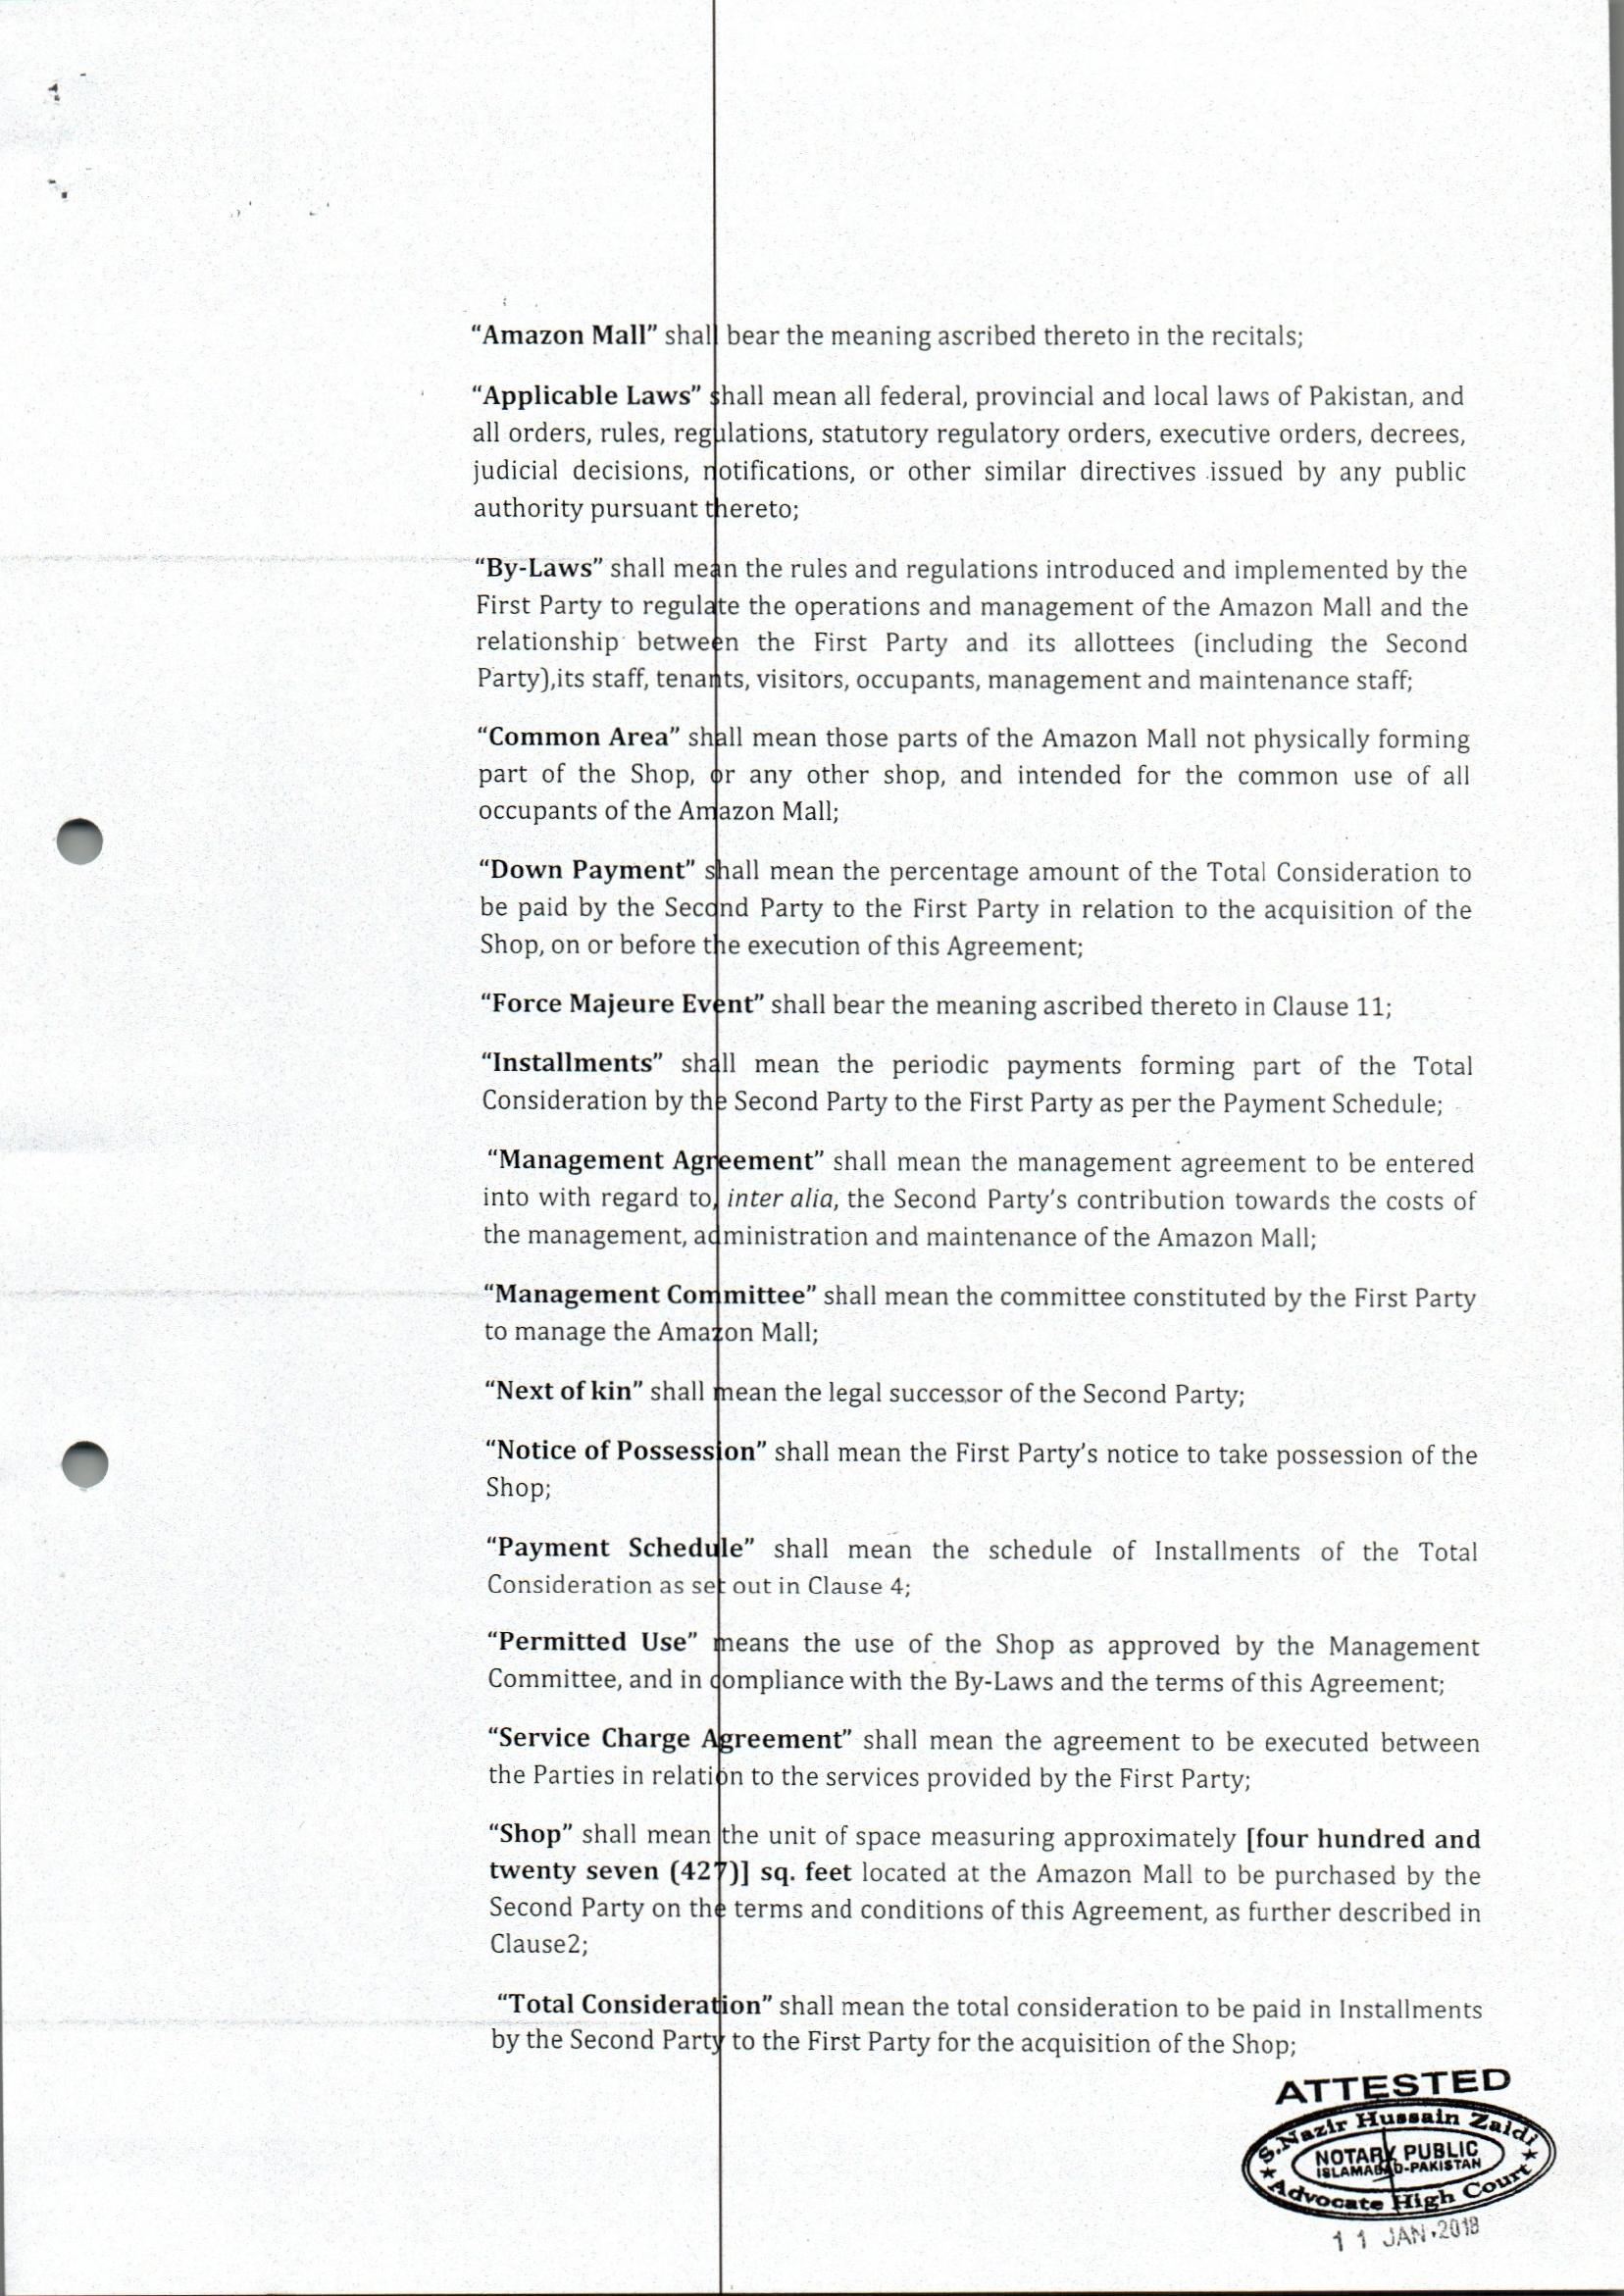 “Amazon Mall” shall bear the meaning ascribed thereto in the recitals;
“Applicable Laws” shall mean all federal, provincial and local laws of Pakistan, and
all orders, rules, regulations, statutory regulatory orders, executive orders, decrees,
judicial decisions, notifications, or other similar directives issued by any public
authority pursuant thereto;
“By-Laws” shall mean the rules and regulations introduced and implemented by the
First Party to regulate the operations and management of the Amazon Mall and the
relationship between the First Party and its allottees (including the Second
Party),its staff, tenants, visitors, occupants, management and maintenance staff;
“Common Area” shall mean those parts of the Amazon Mall not physically forming
part of the Shop, or any other shop, and intended for the common use of all
occupants of the Amazon Mall;
“Down Payment” shall mean the percentage amount of the Total Consideration to
be paid by the Second Party to the First Party in relation to the acquisition of the
Shop, on or before the execution of this Agreement;
“Force Majeure Event” shall bear the meaning ascribed thereto in Clause 11;
“Installments” shall mean the periodic payments forming part of the Total
Consideration by the Second Party to the First Party as per the Payment Schedule;
“Management Agreement” shall mean the management agreement to be entered
into with regard to, inter alia, the Second Party’s contribution towards the costs of
the management, administration and maintenance of the Amazon Mall;
“Management Committee” shall mean the committee constituted by the First Party
to manage the Amazon Mall;
“Next of kin” shall mean the legal successor of the Second Party;
“Notice of Possession” shall mean the First Party’s notice to take possession of the
Shop;
“Payment Schedule” shall mean the schedule of Installments of the Total
Consideration as set out in Clause 4;
“Permitted Use” means the use of the Shop as approved by the Management
Committee, and in compliance with the By-Laws and the terms of this Agreement;
“Service Charge Agreement” shall mean the agreement to be executed between
the Parties in relation to the services provided by the First Party;
“Shop” shall mean the unit of space measuring approximately [four hundred and
twenty seven (427)] sq. feet located at the Amazon Mall to be purchased by the
Second Party on the terms and conditions of this Agreement, as further described in
Clause2;
“Total Consideration” shall mean the total consideration to be paid in Installments
by the Second Party to the First Party for the acquisition of the Shop;
ATTESTED
S.Nazir Hussain Zaidi
NOTARY PUBLIC
ISLAMABAD-PAKISTAN
Advocate High Court
11 JAN.2018